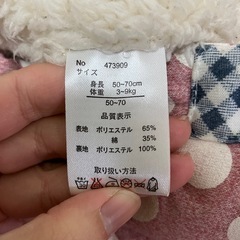 No 473909
サイズ
身長 50~70cm
体重 3~9kg
50-70
品質表示
表地 ポリエステル 65%
綿 35%
裏地 ポリエステル 100%
取り扱い方法